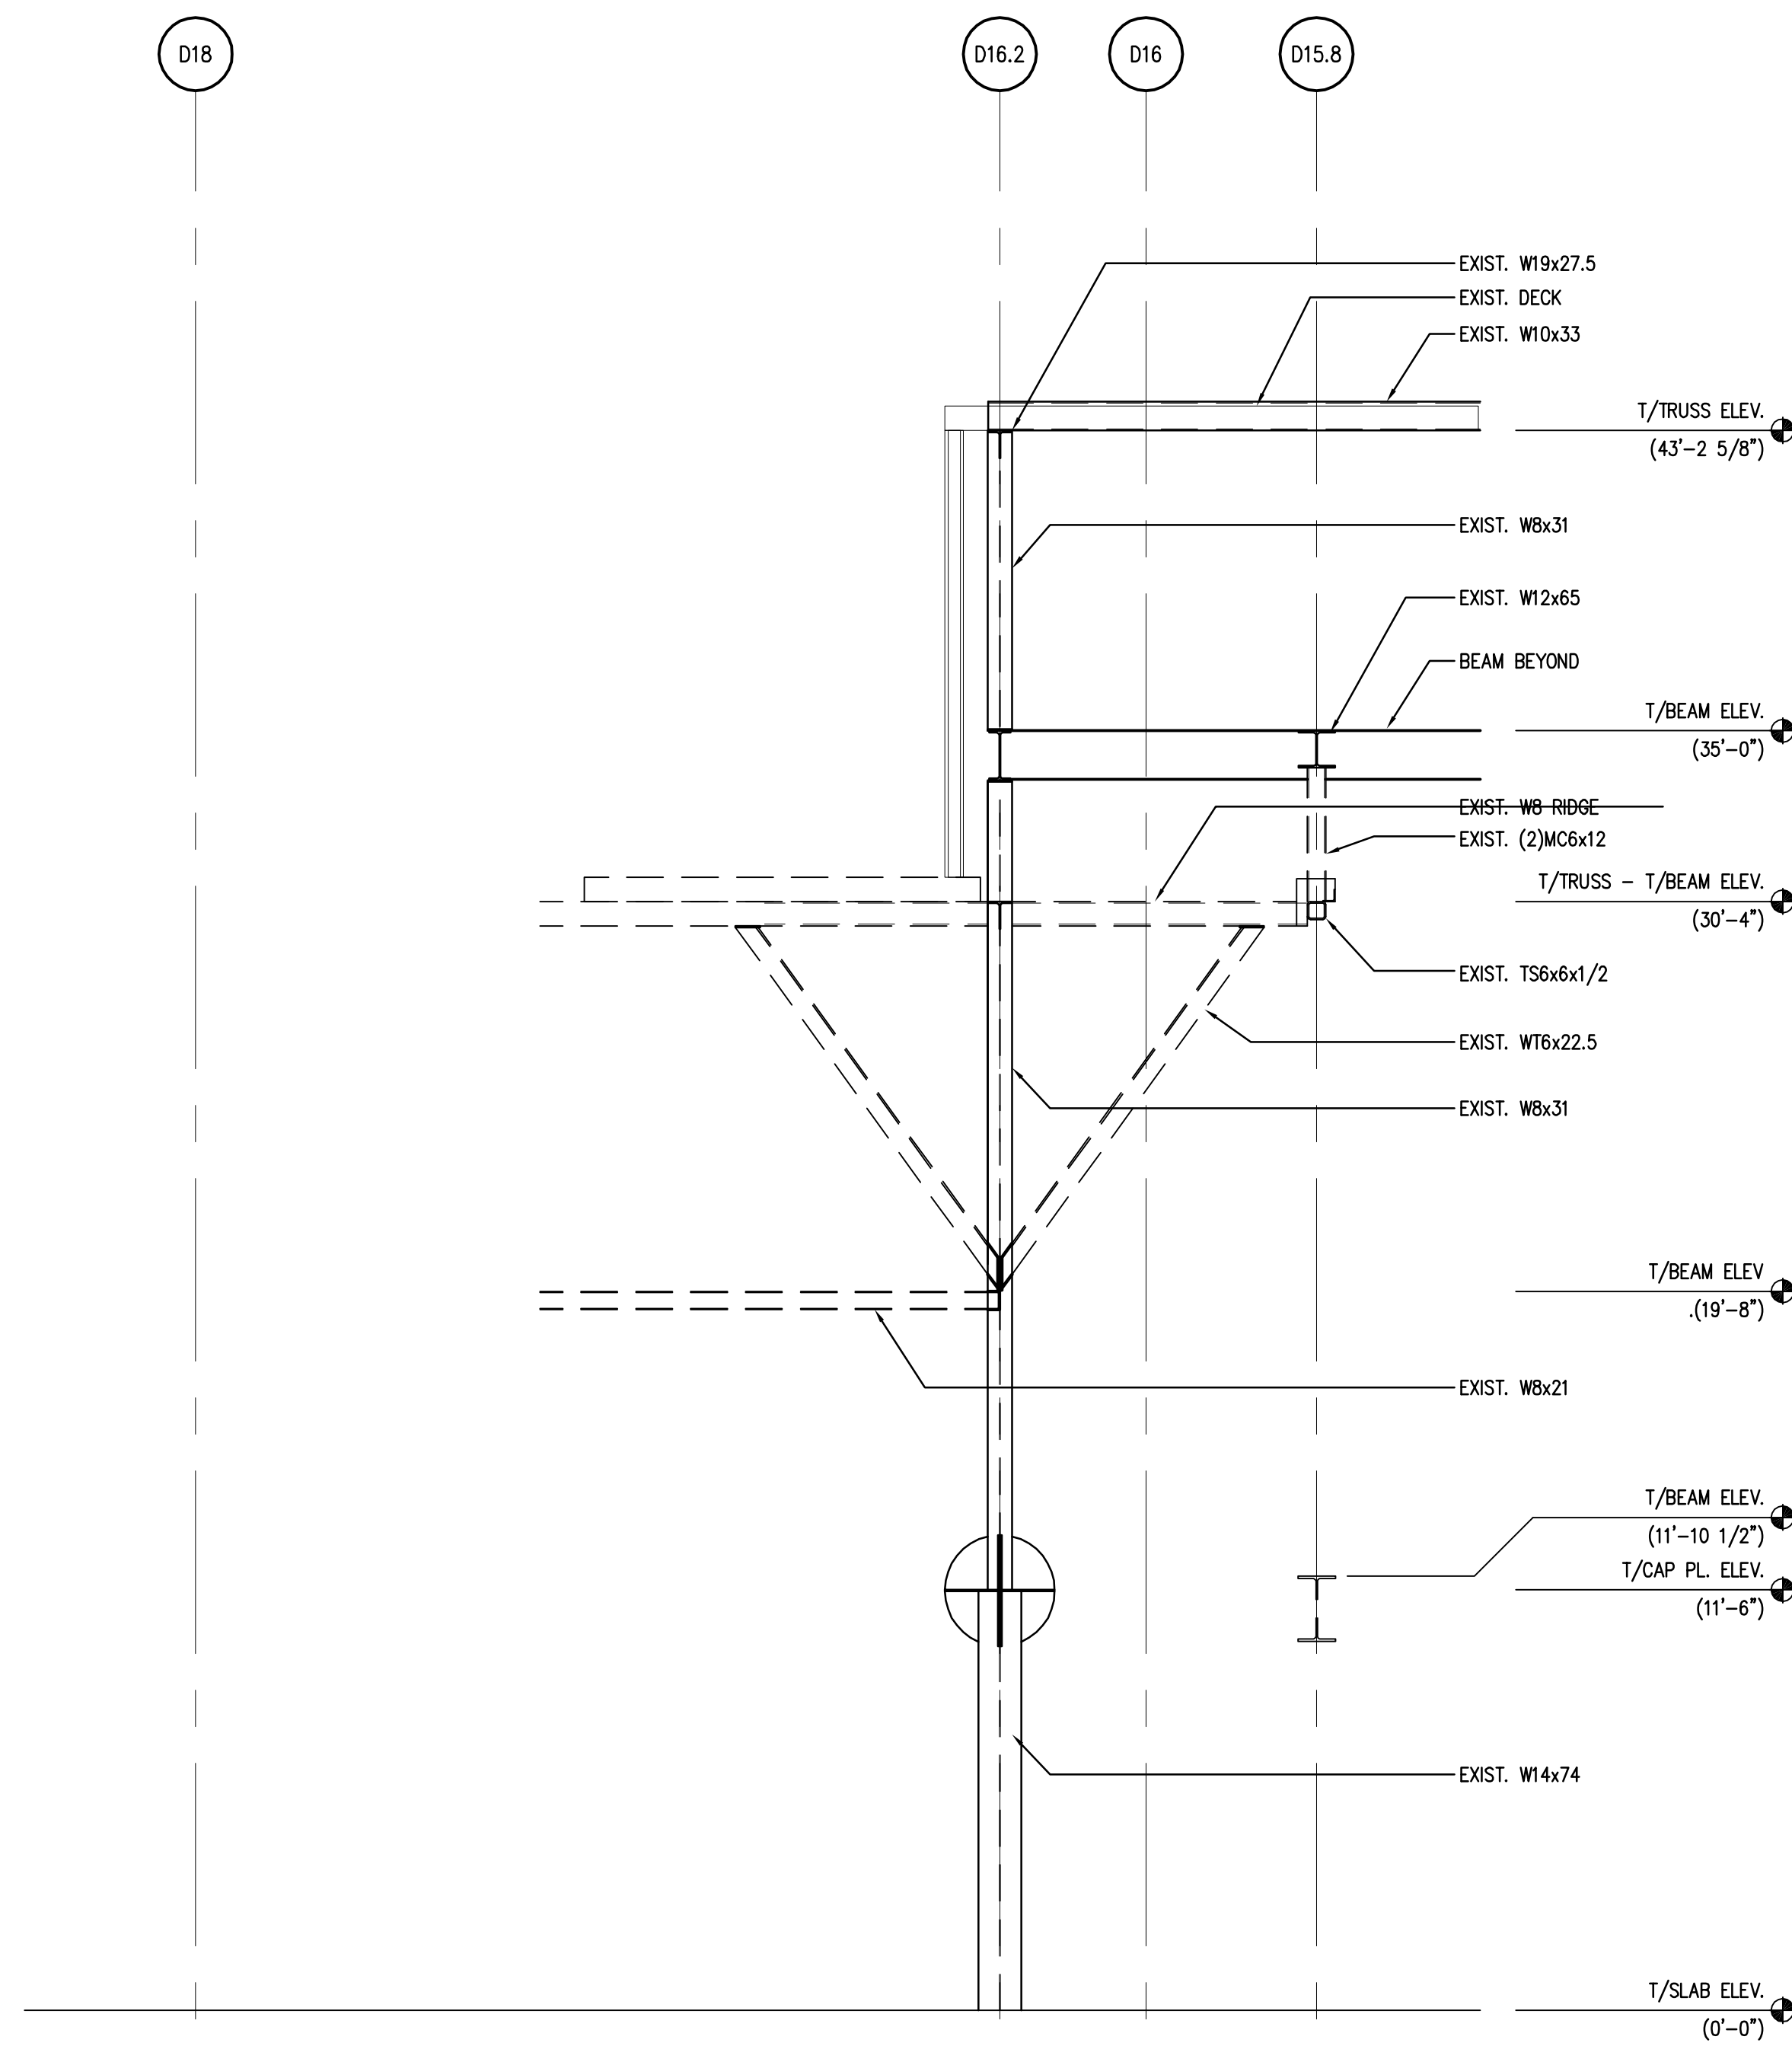 D18
D16.2
D16
D15.8
EXIST. W19x27.5
EXIST. DECK
EXIST. W10x33
T/TRUSS ELEV.
(43'-2 5/8")
EXIST. W8x31
EXIST. W12x65
BEAM BEYOND
T/BEAM ELEV.
(35'-0")
EXIST. W8 RIDGE
EXIST. (2)MC6x12
T/TRUSS - T/BEAM ELEV.
(30'-4")
EXIST. TS6x6x1/2
EXIST. WT6x22.5
EXIST. W8x31
T/BEAM ELEV
.(19'-8")
EXIST. W8x21
T/BEAM ELEV.
(11'-10 1/2")
T/CAP PL. ELEV.
(11'-6")
EXIST. W14x74
T/SLAB ELEV.
(0'-0")